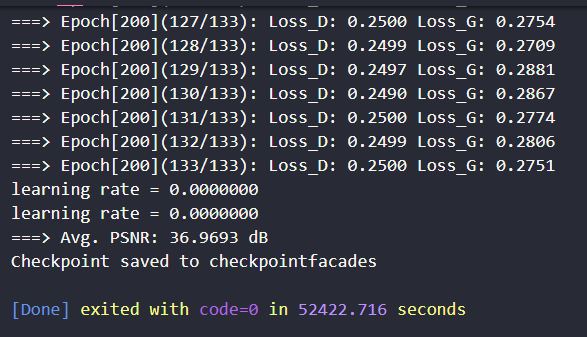 ===> Epoch[200](127/133): Loss_D: 0.2500 Loss_G: 0.2754
===> Epoch[200](128/133): Loss_D: 0.2499 Loss_G: 0.2709
===> Epoch[200](129/133): Loss_D: 0.2497 Loss_G: 0.2881
===> Epoch[200](130/133): Loss_D: 0.2490 Loss_G: 0.2867
===> Epoch[200](131/133): Loss_D: 0.2500 Loss_G: 0.2774
===> Epoch[200](132/133): Loss_D: 0.2499 Loss_G: 0.2806
===> Epoch[200](133/133): Loss_D: 0.2500 Loss_G: 0.2751
learning rate = 0.0000000
learning rate = 0.0000000
===> Avg. PSNR: 36.9693 dB
Checkpoint saved to checkpointfacades
[Done] exited with code=0 in 52422.716 seconds